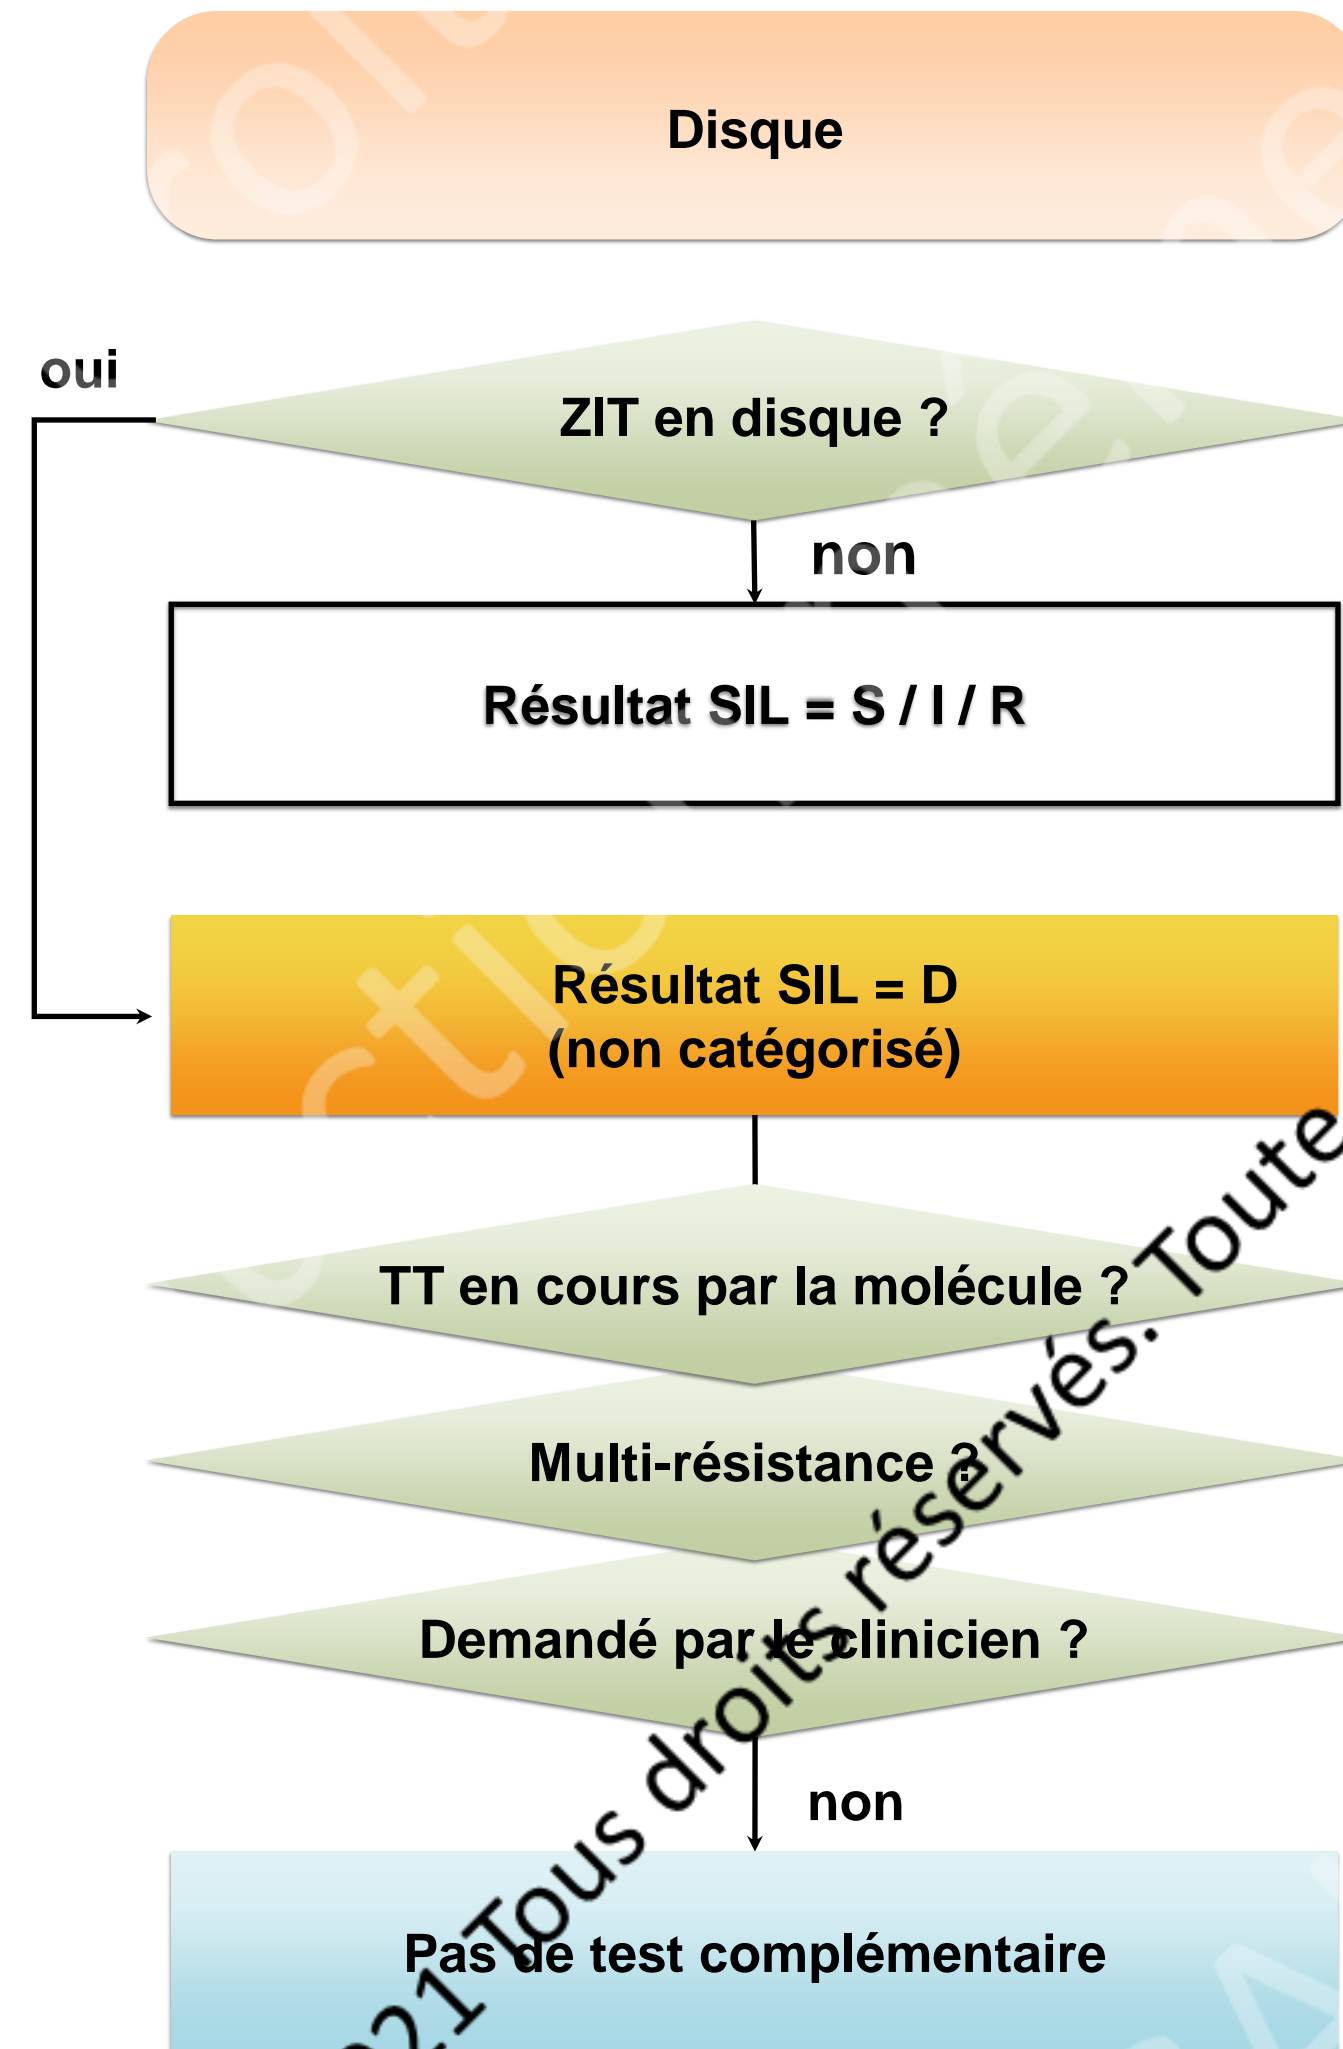 Disque
oui
ZIT en disque ?
non
Résultat SIL = S / I / R
Résultat SIL = D
(non catégorisé)
TT en cours par la molécule ?
Multi-résistance ?
Demandé par le clinicien ?
non
Pas de test complémentaire
21 Tous droits réservés. Toute